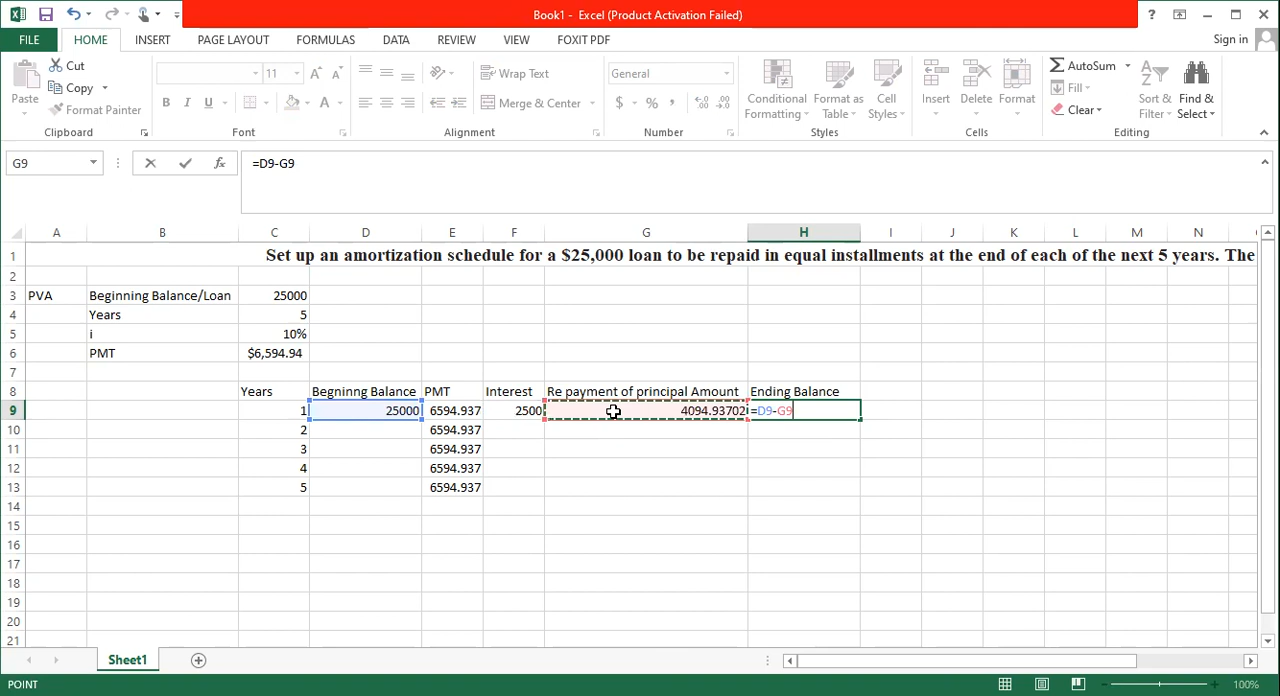 Book1 - Excel (Product Activation Failed)
FILE HOME INSERT PAGE LAYOUT FORMULAS DATA REVIEW VIEW FOXIT PDF Sign in
Cut
Copy
Format Painter
Paste
Clipboard
11
Font
Wrap Text
Merge & Center
Alignment
General
Number
Conditional Formatting
Format as Table
Cell Styles
Styles
Insert Delete Format
Cells
AutoSum
Fill
Clear
Sort & Filter
Find & Select
Editing
G9 =D9-G9
A B C D E F G H I J K L M N
1 Set up an amortization schedule for a $25,000 loan to be repaid in equal installments at the end of each of the next 5 years. The
2
3 PVA Beginning Balance/Loan 25000
4 Years 5
5 i 10%
6 PMT $6,594.94
7
8 Years Begninng Balance PMT Interest Re payment of principal Amount Ending Balance
9 1 25000 6594.937 2500 4094.93702 =D9-G9
10 2 6594.937
11 3 6594.937
12 4 6594.937
13 5 6594.937
14
15
16
17
18
19
20
21
Sheet1
POINT 100%